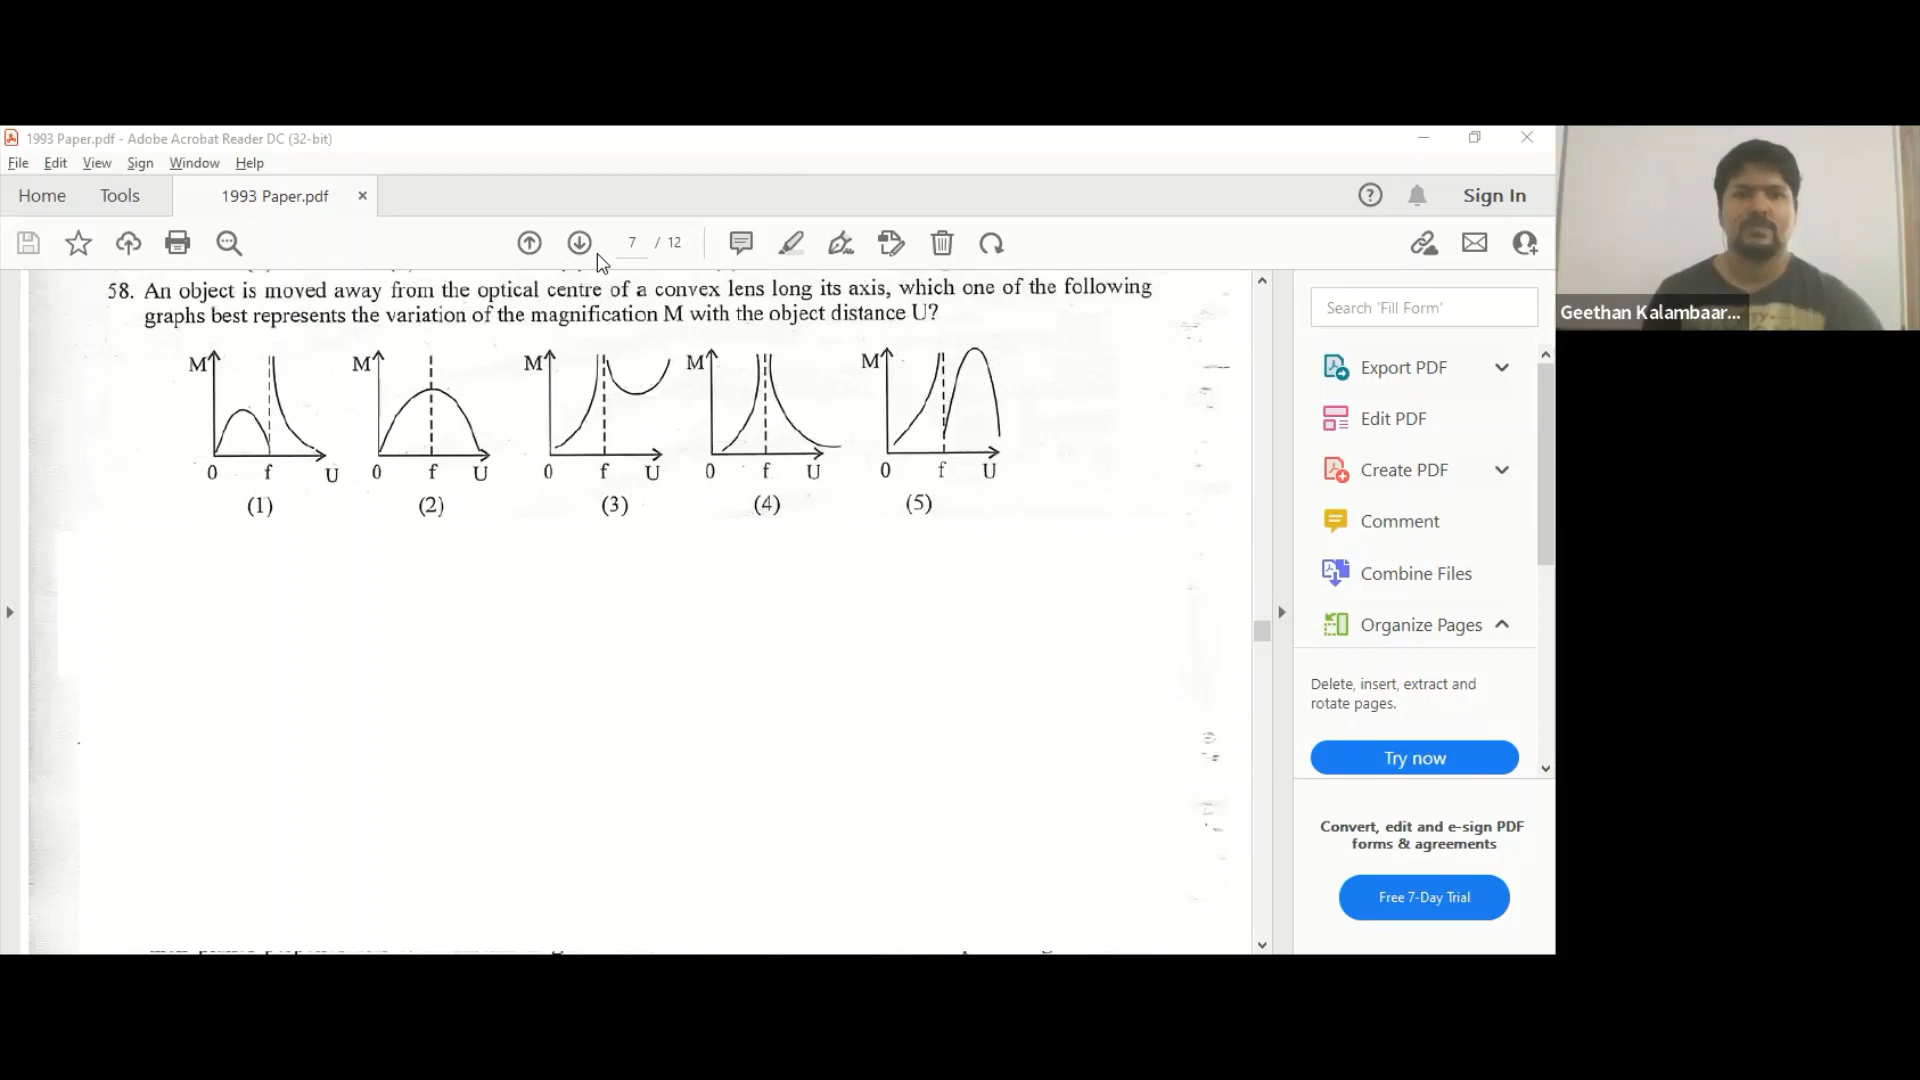 1993 Paper.pdf - Adobe Acrobat Reader DC (32-bit)
File Edit View Sign Window Help
Home Tools 1993 Paper.pdf × Sign In
7 / 12
58. An object is moved away from the optical centre of a convex lens long its axis, which one of the following
graphs best represents the variation of the magnification M with the object distance U?
M M M M M
0 f U 0 f U 0 f U 0 f U 0 f U
(1) (2) (3) (4) (5)
Search 'Fill Form'
Export PDF
Edit PDF
Create PDF
Comment
Combine Files
Organize Pages
Delete, insert, extract and
rotate pages.
Try now
Convert, edit and e-sign PDF
forms & agreements
Free 7-Day Trial
Geethan Kalambaar...